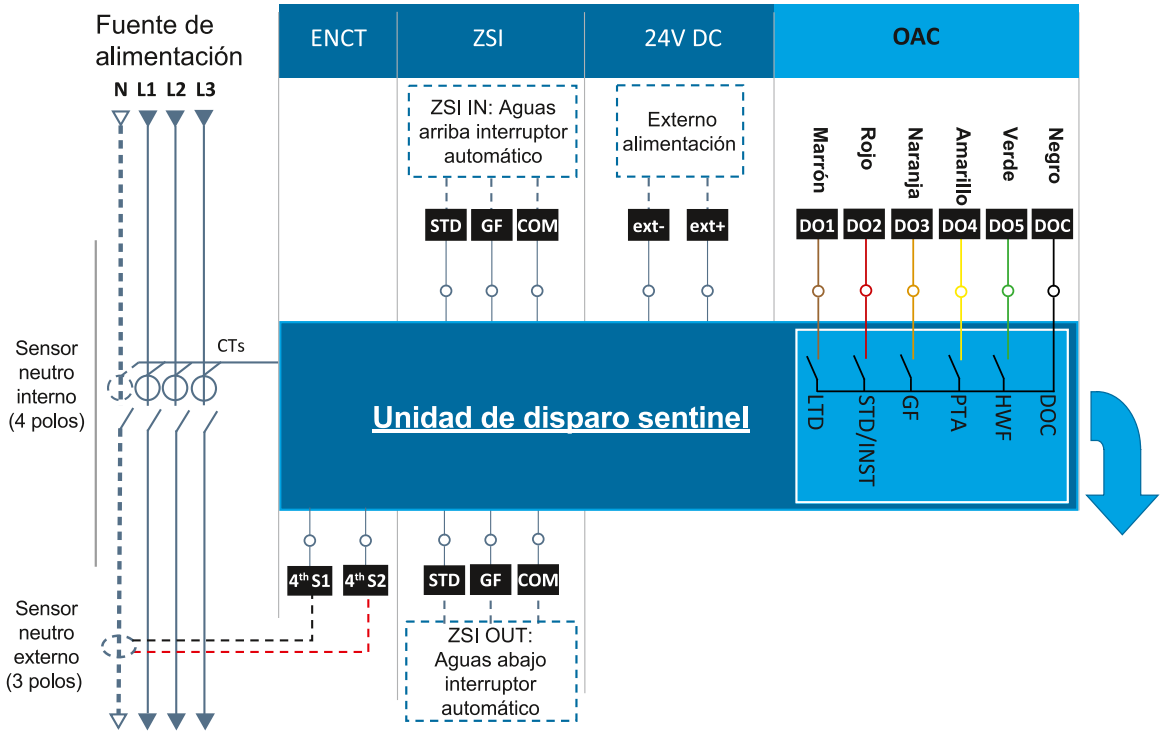 Fuente de
alimentación
N L1 L2 L3
ENCT
ZSI
24V DC
OAC
ZSI IN: Aguas
arriba interruptor
automático
Externo
alimentación
Marrón
Rojo
Naranja
Amarillo
Verde
Negro
STD GF COM
ext- ext+
DO1 DO2 DO3 DO4 DO5 DOC
CTs
Sensor
neutro
interno
(4 polos)
Unidad de disparo sentinel
LTD
STD/INST
GF
PTA
HWF
DOC
4th S1 4th S2
STD GF COM
Sensor
neutro
externo
(3 polos)
ZSI OUT:
Aguas abajo
interruptor
automático